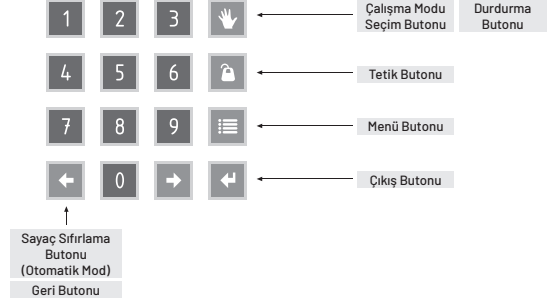 1 2 3
Çalışma Modu
Seçim Butonu
Durdurma
Butonu
4 5 6
Tetik Butonu
7 8 9
Menü Butonu
0
Çıkış Butonu
Sayaç Sıfırlama
Butonu
(Otomatik Mod)
Geri Butonu